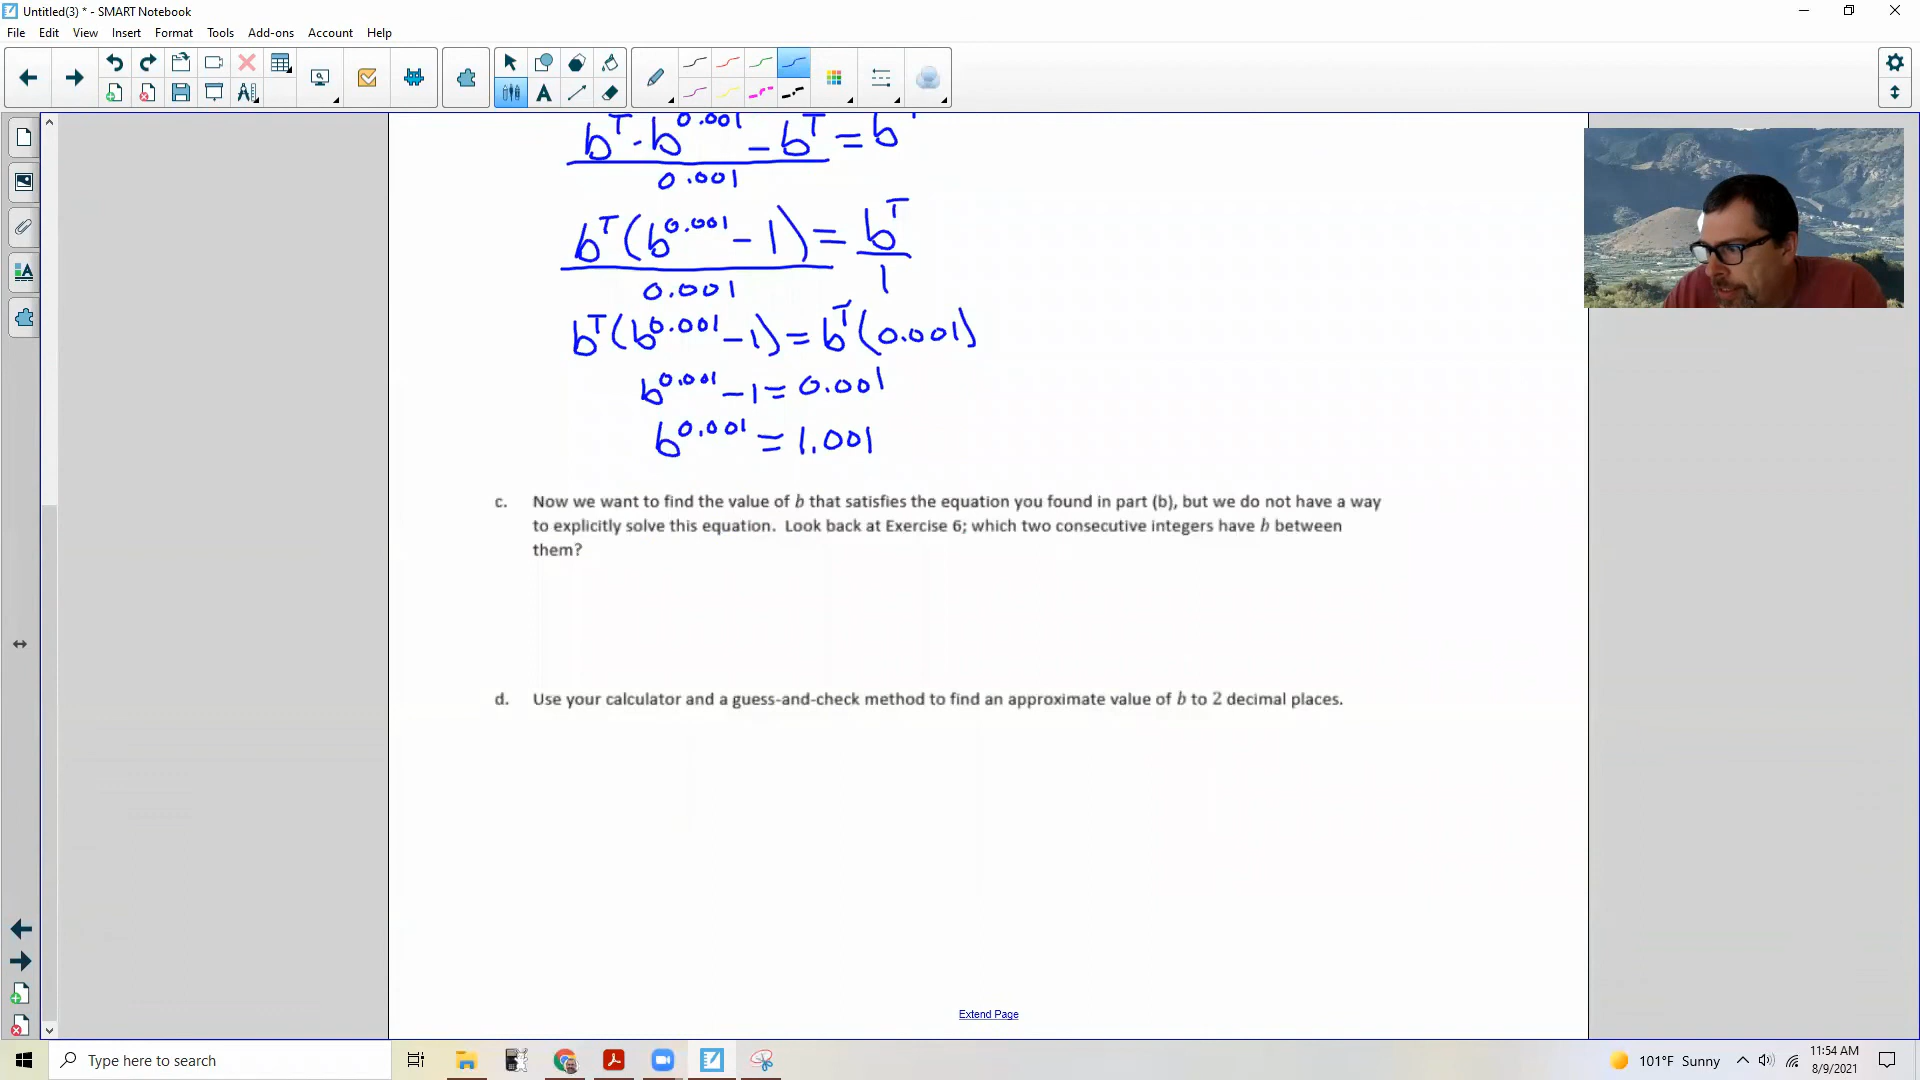 Untitled(3) * - SMART Notebook
File Edit View Insert Format Tools Add-ons Account Help
b^T · b^0.001 − b^T = b^T
0.001
b^T(b^0.001 − 1) = b^T
0.001 1
b^T(b^0.001 − 1) = b^T(0.001)
b^0.001 − 1 = 0.001
b^0.001 = 1.001
c. Now we want to find the value of b that satisfies the equation you found in part (b), but we do not have a way
to explicitly solve this equation. Look back at Exercise 6; which two consecutive integers have b between
them?
d. Use your calculator and a guess-and-check method to find an approximate value of b to 2 decimal places.
Extend Page
Type here to search
101°F Sunny
11:54 AM
8/9/2021